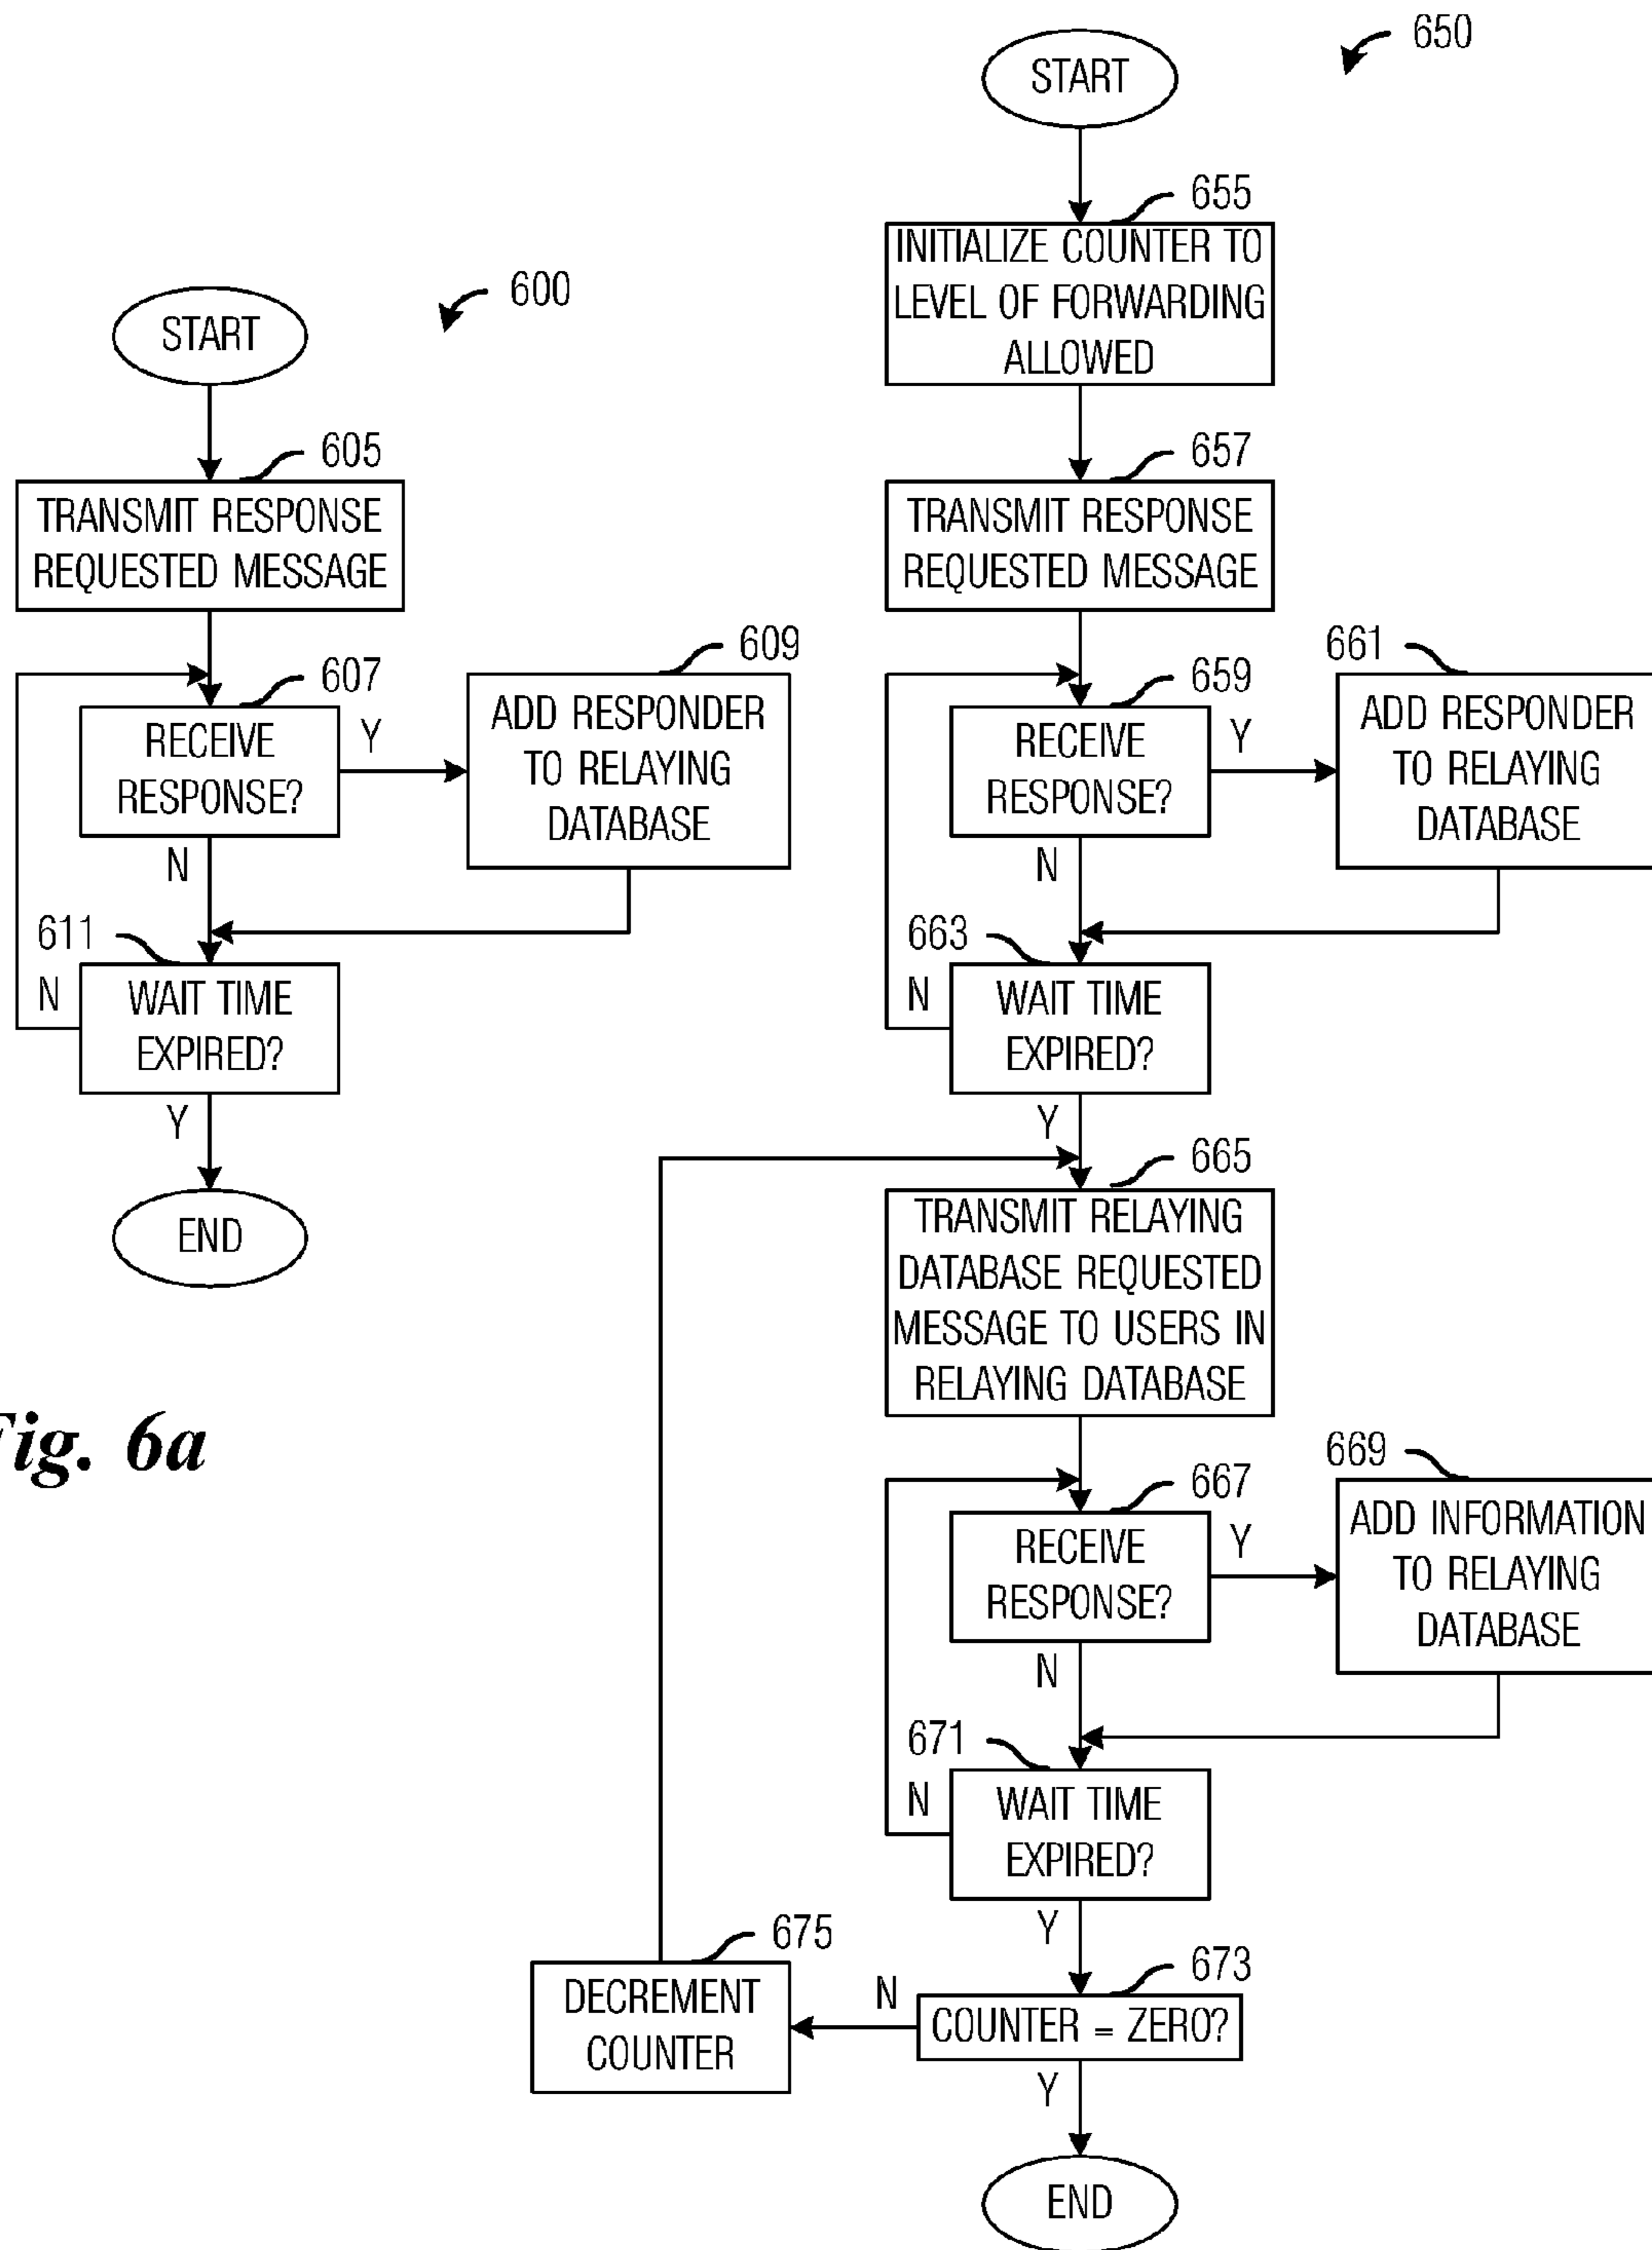 600
START
605
TRANSMIT RESPONSE
REQUESTED MESSAGE
607
RECEIVE
RESPONSE?
Y
N
609
ADD RESPONDER
TO RELAYING
DATABASE
611
N
WAIT TIME
EXPIRED?
Y
END
Fig. 6a
650
START
655
INITIALIZE COUNTER TO
LEVEL OF FORWARDING
ALLOWED
657
TRANSMIT RESPONSE
REQUESTED MESSAGE
659
RECEIVE
RESPONSE?
Y
N
661
ADD RESPONDER
TO RELAYING
DATABASE
663
N
WAIT TIME
EXPIRED?
Y
665
TRANSMIT RELAYING
DATABASE REQUESTED
MESSAGE TO USERS IN
RELAYING DATABASE
667
RECEIVE
RESPONSE?
Y
N
669
ADD INFORMATION
TO RELAYING
DATABASE
671
N
WAIT TIME
EXPIRED?
Y
673
COUNTER = ZERO?
N
Y
675
DECREMENT
COUNTER
END